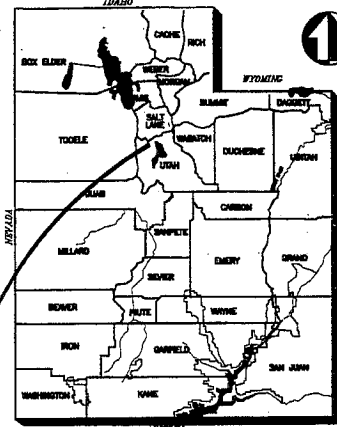 IDAHO
CACHE
RICH
BOX ELDER
WEBER
MORGAN
WYOMING
SUMMIT
DAGGETT
SALT
LAKE
TOOELE
WASATCH
DUCHESNE
UINTAH
UTAH
JUAB
CARBON
NEVADA
SANPETE
MILLARD
EMERY
GRAND
SEVIER
BEAVER
PIUTE
WAYNE
IRON
GARFIELD
SAN JUAN
WASHINGTON
KANE